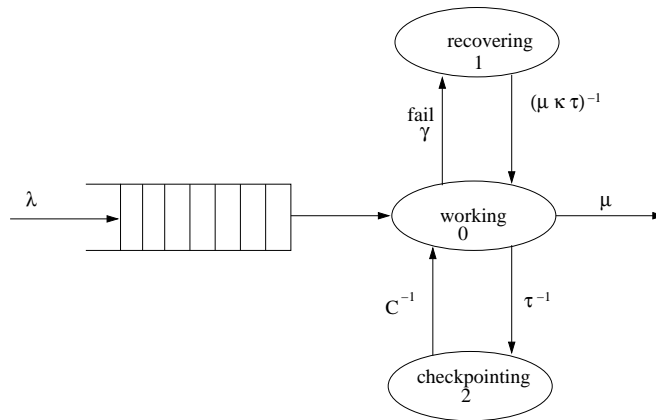 recovering
1
fail
γ
(μ κ τ)⁻¹
λ
working
0
μ
C⁻¹
τ⁻¹
checkpointing
2